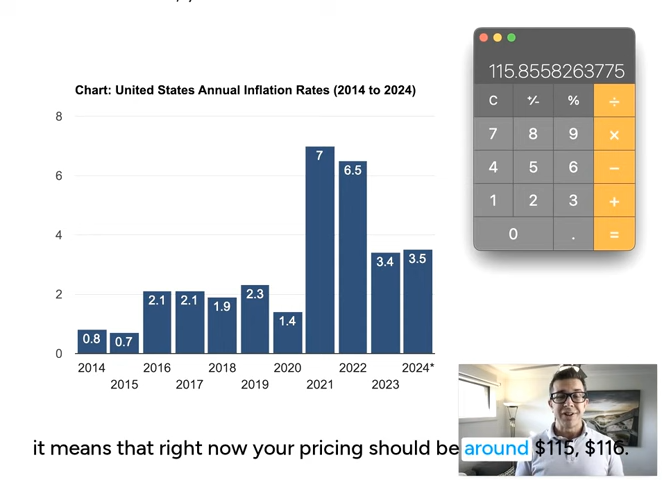 Chart: United States Annual Inflation Rates (2014 to 2024)
115.8558263775
C +/- % ÷
7 8 9 ×
4 5 6 −
1 2 3 +
0 . =
8
6
4
2
0
0.8
0.7
2.1
2.1
1.9
2.3
1.4
7
6.5
3.4
3.5
2014 2016 2018 2020 2022 2024*
2015 2017 2019 2021 2023
it means that right now your pricing should be around $115, $116.